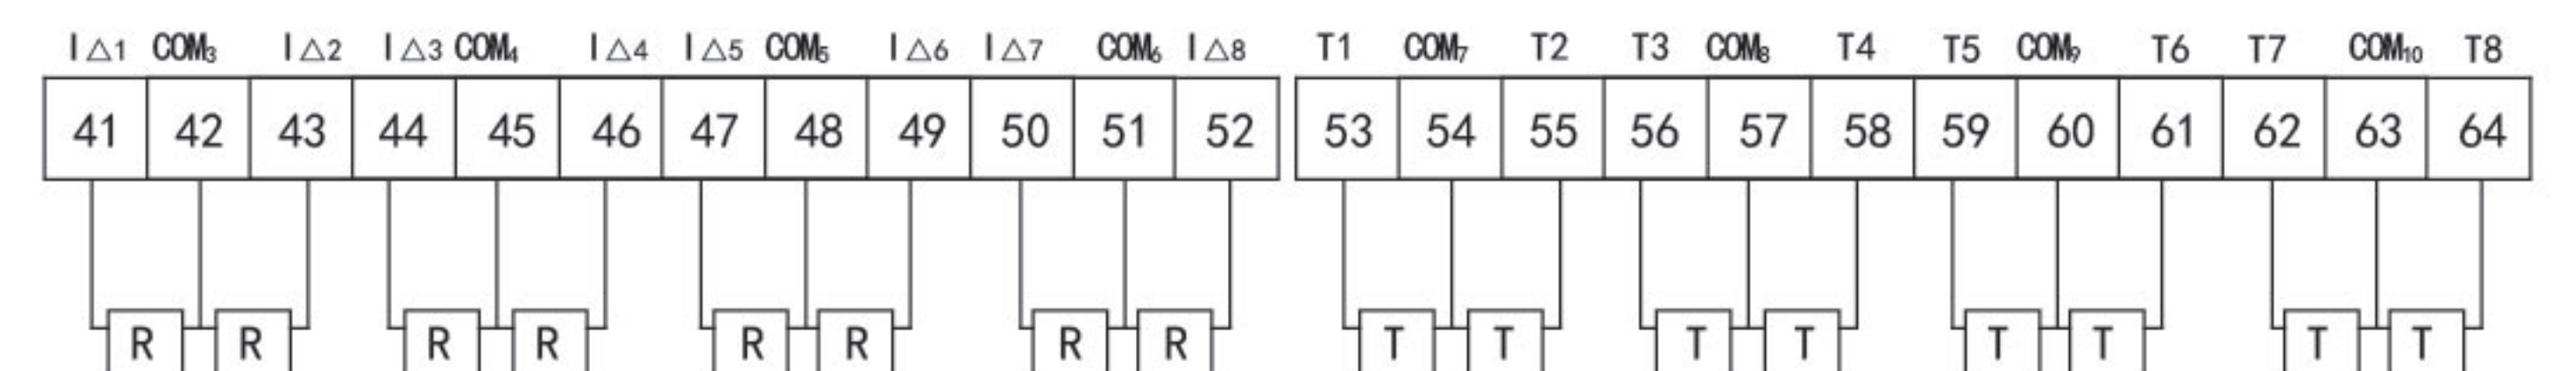 I△1 COM₃ I△2 I△3 COM₄ I△4 I△5 COM₅ I△6 I△7 COM₆ I△8 T1 COM₇ T2 T3 COM₈ T4 T5 COM₉ T6 T7 COM₁₀ T8
41 42 43 44 45 46 47 48 49 50 51 52 53 54 55 56 57 58 59 60 61 62 63 64
R R R R R R R R T T T T T T T T